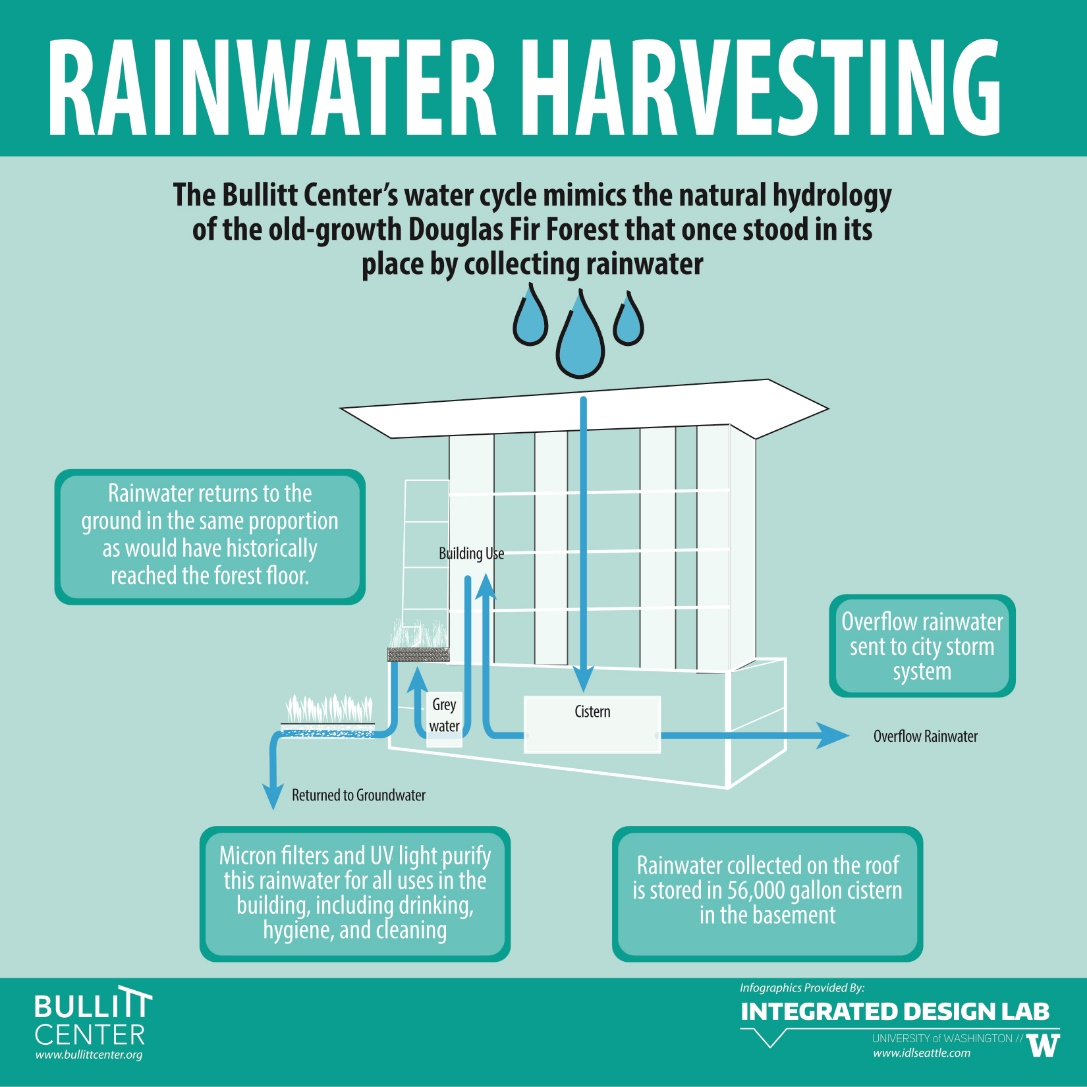 RAINWATER HARVESTING
The Bullitt Center's water cycle mimics the natural hydrology
of the old-growth Douglas Fir Forest that once stood in its
place by collecting rainwater
Rainwater returns to the
ground in the same proportion
as would have historically
reached the forest floor.
Building Use
Overflow rainwater
sent to city storm
system
Grey
water
Cistern
Overflow Rainwater
Returned to Groundwater
Micron filters and UV light purify
this rainwater for all uses in the
building, including drinking,
hygiene, and cleaning
Rainwater collected on the roof
is stored in 56,000 gallon cistern
in the basement
BULLITT
CENTER
www.bullittcenter.org
Infographics Provided By:
INTEGRATED DESIGN LAB
UNIVERSITY of WASHINGTON // W
www.idlseattle.com